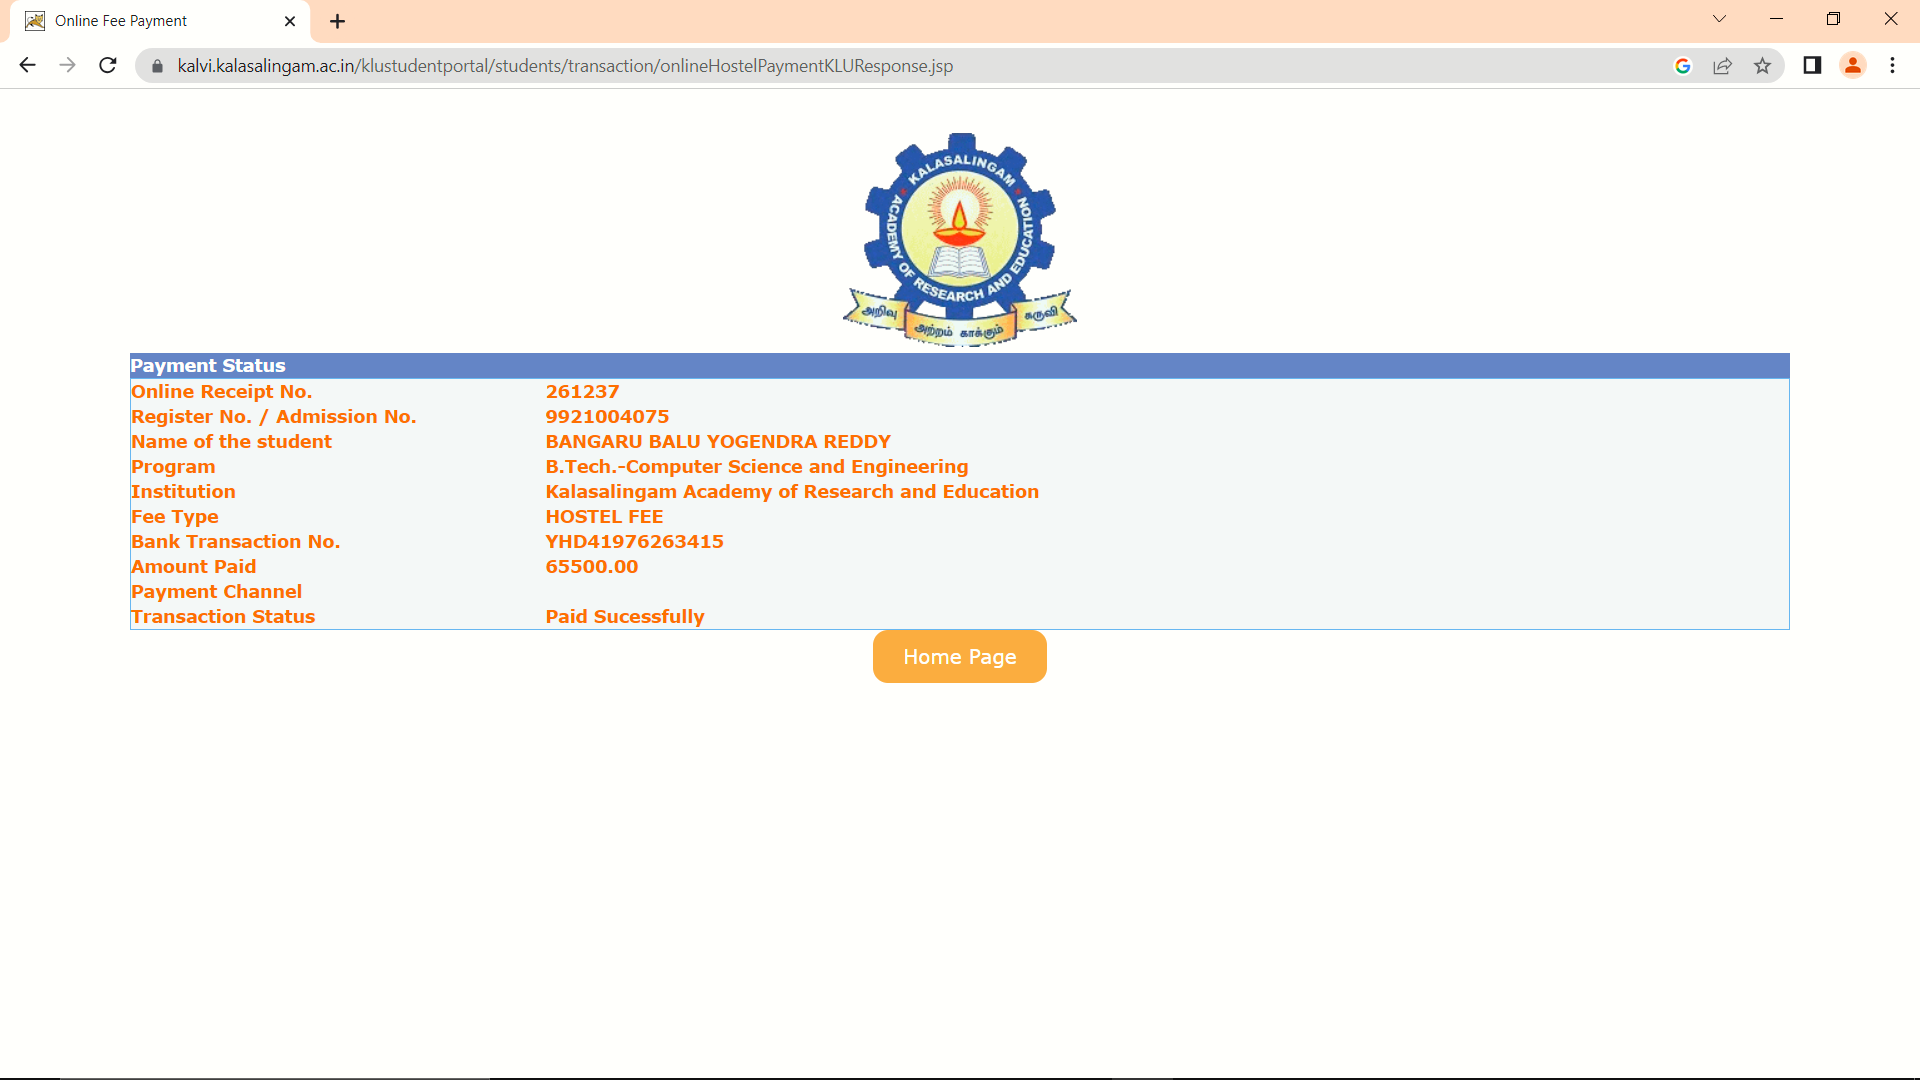 Online Fee Payment
kalvi.kalasalingam.ac.in/klustudentportal/students/transaction/onlineHostelPaymentKLUResponse.jsp
KALASALINGAM
ACADEMY OF RESEARCH AND EDUCATION
அறிவு அற்றம் காக்கும் கருவி
Payment Status
Online Receipt No. 261237
Register No. / Admission No. 9921004075
Name of the student BANGARU BALU YOGENDRA REDDY
Program B.Tech.-Computer Science and Engineering
Institution Kalasalingam Academy of Research and Education
Fee Type HOSTEL FEE
Bank Transaction No. YHD41976263415
Amount Paid 65500.00
Payment Channel
Transaction Status Paid Sucessfully
Home Page